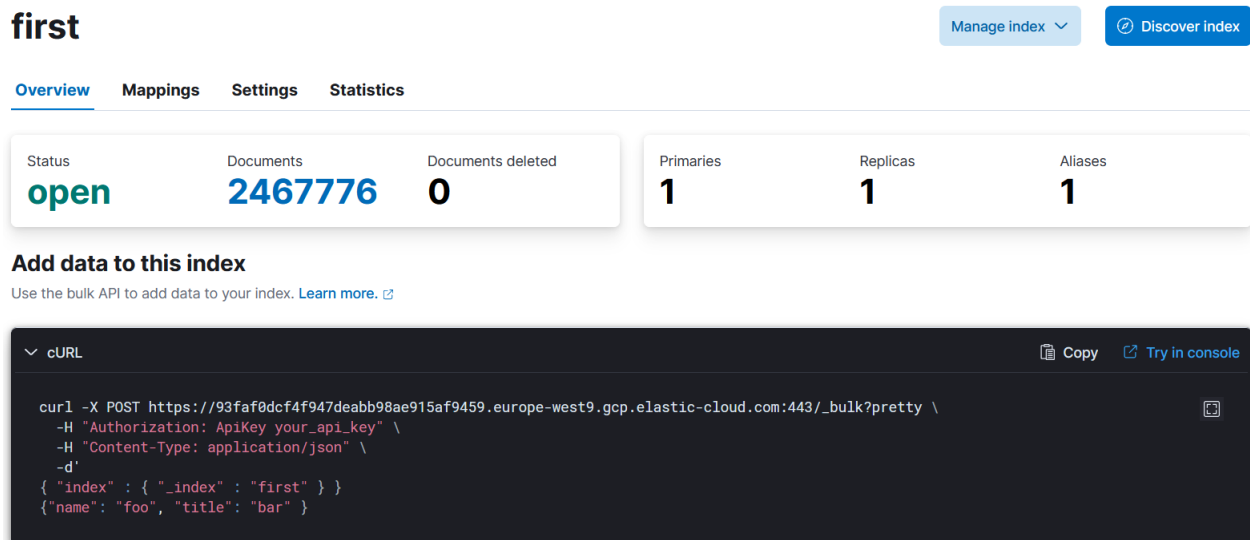 first
Manage index
Discover index
Overview Mappings Settings Statistics
Status Documents Documents deleted Primaries Replicas Aliases
open 2467776 0 1 1 1
Add data to this index
Use the bulk API to add data to your index. Learn more.
cURL Copy Try in console
curl -X POST https://93faf0dcf4f947deabb98ae915af9459.europe-west9.gcp.elastic-cloud.com:443/_bulk?pretty \
-H "Authorization: ApiKey your_api_key" \
-H "Content-Type: application/json" \
-d'
{ "index" : { "_index" : "first" } }
{"name": "foo", "title": "bar" }